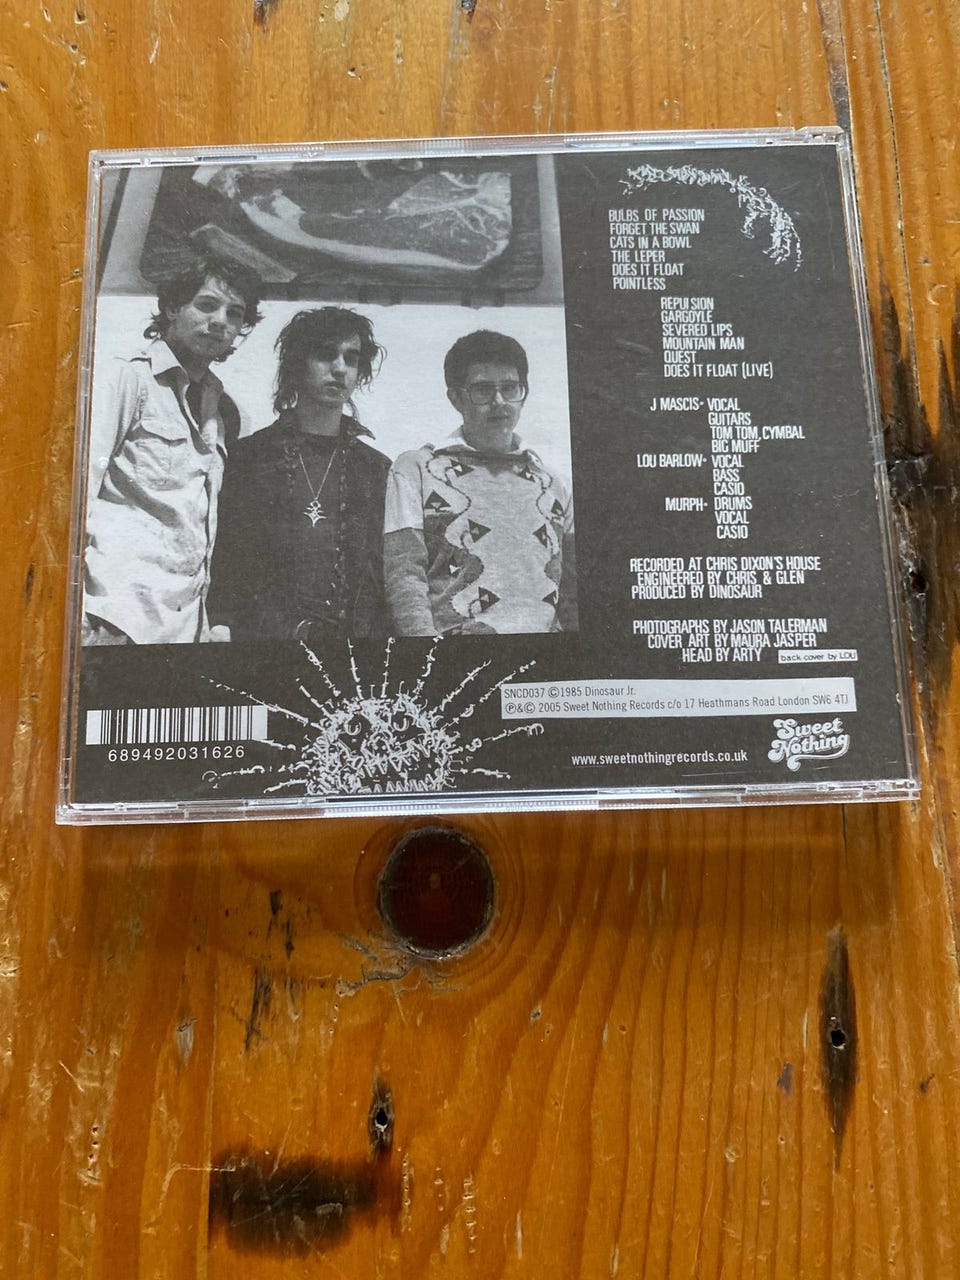 BULBS OF PASSION
FORGET THE SWAN
CATS IN A BOWL
THE LEPER
DOES IT FLOAT
POINTLESS
REPULSION
GARGOYLE
SEVERED LIPS
MOUNTAIN MAN
QUEST
DOES IT FLOAT (LIVE)
J MASCIS- VOCAL
GUITARS
TOM TOM, CYMBAL
BIG MUFF
LOU BARLOW- VOCAL
BASS
CASIO
MURPH- DRUMS
VOCAL
CASIO
RECORDED AT CHRIS DIXON'S HOUSE
ENGINEERED BY CHRIS & GLEN
PRODUCED BY DINOSAUR
PHOTOGRAPHS BY JASON TALERMAN
COVER ART BY MAURA JASPER
HEAD BY ARTY back cover by LOU
SNCD037 ©1985 Dinosaur Jr.
℗&© 2005 Sweet Nothing Records c/o 17 Heathmans Road London SW6 4TJ
689492031626
www.sweetnothingrecords.co.uk
Sweet
Nothing